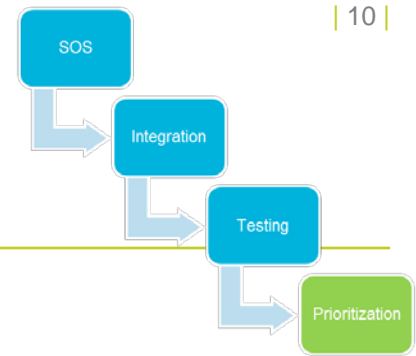 | 10 |
SOS
Integration
Testing
Prioritization